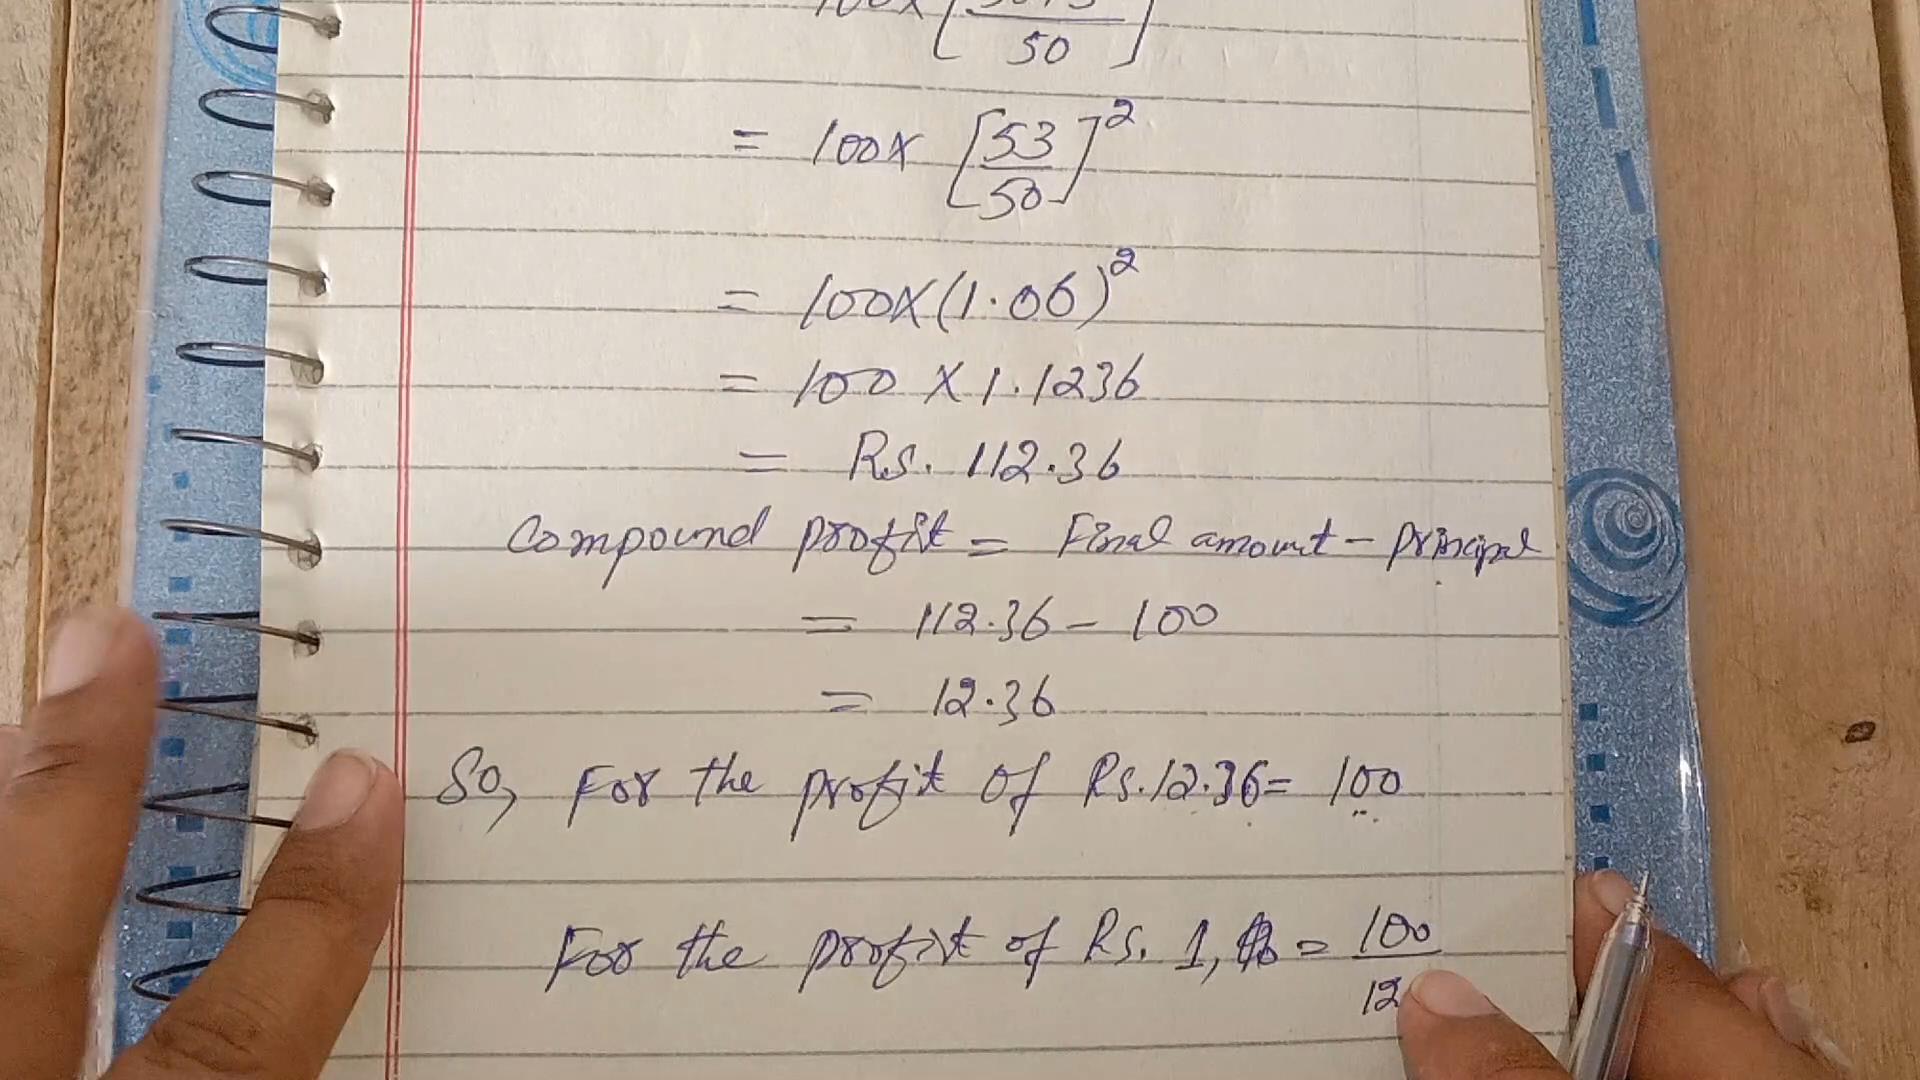 50
= 100 x [53/50]²
= 100 x (1.06)²
= 100 x 1.1236
= Rs. 112.36
Compound profit = Final amount - principal
= 112.36 - 100
= 12.36
So, For the profit of Rs. 12.36 = 100
For the profit of Rs. 1, = 100/12